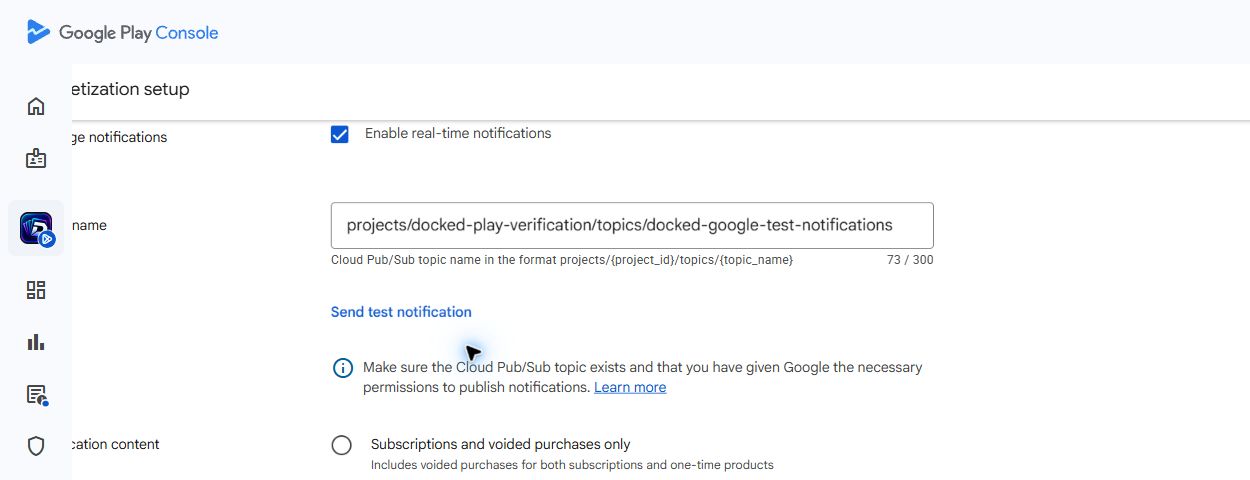 Google Play Console
etization setup
ge notifications
Enable real-time notifications
name
projects/docked-play-verification/topics/docked-google-test-notifications
Cloud Pub/Sub topic name in the format projects/{project_id}/topics/{topic_name}
73 / 300
Send test notification
Make sure the Cloud Pub/Sub topic exists and that you have given Google the necessary
permissions to publish notifications. Learn more
cation content
Subscriptions and voided purchases only
Includes voided purchases for both subscriptions and one-time products